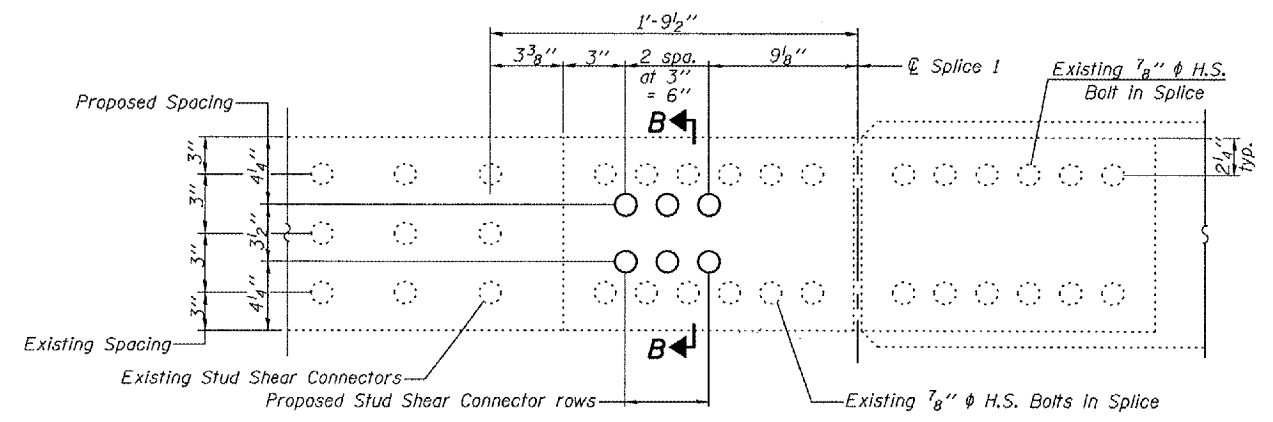 1'-9½"
3⅜"
3"
2 spa.
at 3"
= 6"
9⅛"
℄ Splice 1
Existing ⅞" ϕ H.S.
Bolt in Splice
Proposed Spacing
B
3"
3"
3"
3"
4¼"
3½"
4¼"
2¼"
typ.
B
Existing Spacing
Existing Stud Shear Connectors
Proposed Stud Shear Connector rows
Existing ⅞" ϕ H.S. Bolts in Splice